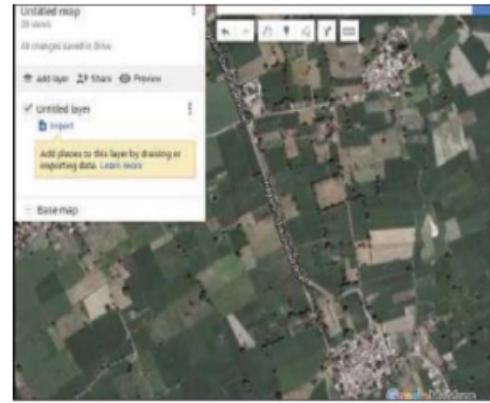 Untitled map
All changes saved in Drive
Add layer Share Preview
Untitled layer
Import
Add places to this layer by drawing or
importing data. Learn more
Base map
Google